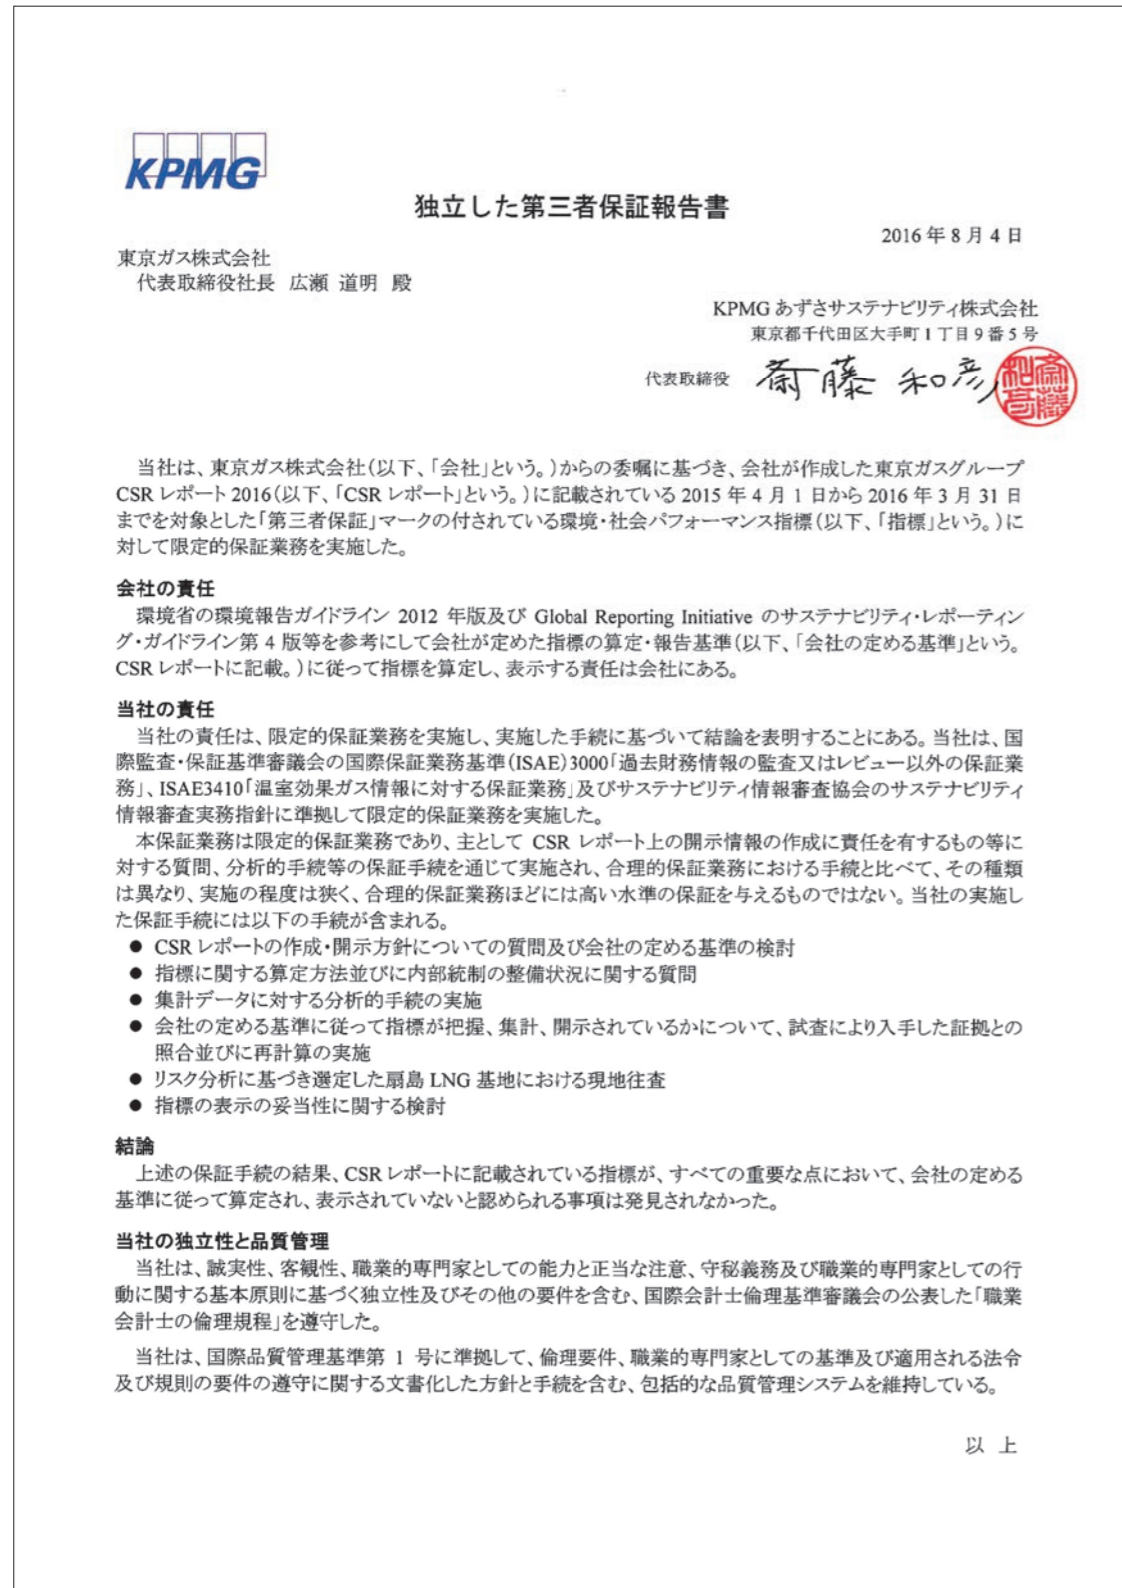 KPMG
独立した第三者保証報告書
2016 年 8 月 4 日
東京ガス株式会社
代表取締役社長 広瀬 道明 殿
KPMG あずさサステナビリティ株式会社
東京都千代田区大手町 1 丁目 9 番 5 号
代表取締役 斎藤 和彦
当社は、東京ガス株式会社(以下、「会社」という。)からの委嘱に基づき、会社が作成した東京ガスグループ
CSR レポート 2016(以下、「CSR レポート」という。)に記載されている 2015 年 4 月 1 日から 2016 年 3 月 31 日
までを対象とした「第三者保証」マークの付されている環境・社会パフォーマンス指標(以下、「指標」という。)に
対して限定的保証業務を実施した。
会社の責任
環境省の環境報告ガイドライン 2012 年版及び Global Reporting Initiative のサステナビリティ・レポーティン
グ・ガイドライン第 4 版等を参考にして会社が定めた指標の算定・報告基準(以下、「会社の定める基準」という。
CSR レポートに記載。)に従って指標を算定し、表示する責任は会社にある。
当社の責任
当社の責任は、限定的保証業務を実施し、実施した手続に基づいて結論を表明することにある。当社は、国
際監査・保証基準審議会の国際保証業務基準(ISAE)3000「過去財務情報の監査又はレビュー以外の保証業
務」、ISAE3410「温室効果ガス情報に対する保証業務」及びサステナビリティ情報審査協会のサステナビリティ
情報審査実務指針に準拠して限定的保証業務を実施した。
本保証業務は限定的保証業務であり、主として CSR レポート上の開示情報の作成に責任を有するもの等に
対する質問、分析的手続等の保証手続を通じて実施され、合理的保証業務における手続と比べて、その種類
は異なり、実施の程度は狭く、合理的保証業務ほどには高い水準の保証を与えるものではない。当社の実施し
た保証手続には以下の手続が含まれる。
● CSR レポートの作成・開示方針についての質問及び会社の定める基準の検討
● 指標に関する算定方法並びに内部統制の整備状況に関する質問
● 集計データに対する分析的手続の実施
● 会社の定める基準に従って指標が把握、集計、開示されているかについて、試査により入手した証拠との
照合並びに再計算の実施
● リスク分析に基づき選定した扇島 LNG 基地における現地往査
● 指標の表示の妥当性に関する検討
結論
上述の保証手続の結果、CSR レポートに記載されている指標が、すべての重要な点において、会社の定める
基準に従って算定され、表示されていないと認められる事項は発見されなかった。
当社の独立性と品質管理
当社は、誠実性、客観性、職業的専門家としての能力と正当な注意、守秘義務及び職業的専門家としての行
動に関する基本原則に基づく独立性及びその他の要件を含む、国際会計士倫理基準審議会の公表した「職業
会計士の倫理規程」を遵守した。
当社は、国際品質管理基準第 1 号に準拠して、倫理要件、職業的専門家としての基準及び適用される法令
及び規則の要件の遵守に関する文書化した方針と手続を含む、包括的な品質管理システムを維持している。
以 上